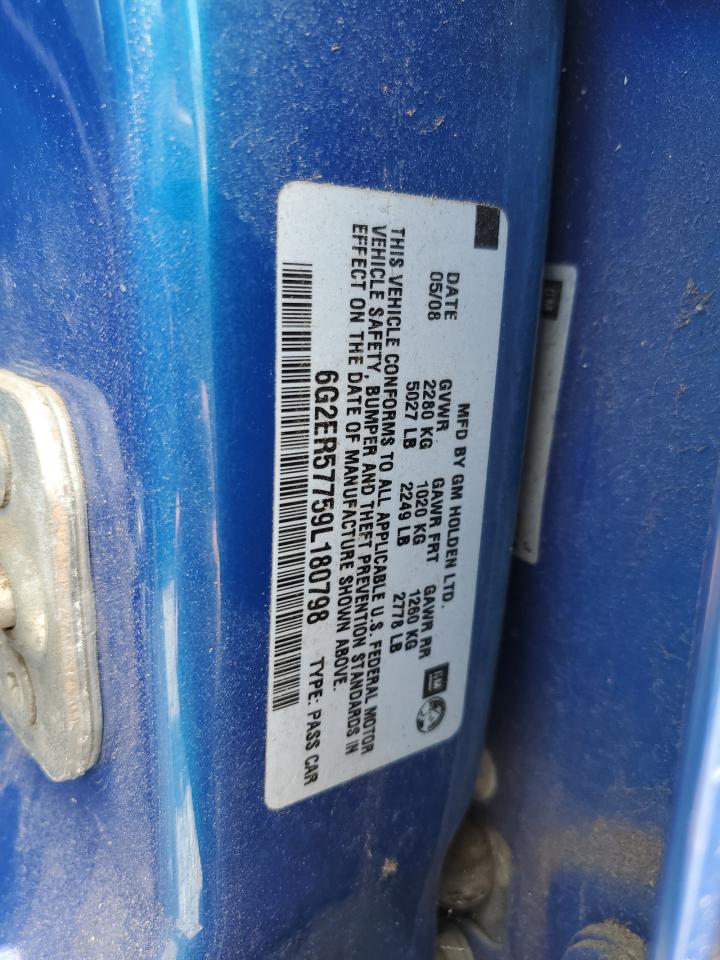 MFD BY GM HOLDEN LTD.
DATE GVWR GAWR FRT GAWR RR
05/08 2280 KG 1020 KG 1260 KG
5027 LB 2249 LB 2778 LB
THIS VEHICLE CONFORMS TO ALL APPLICABLE U.S. FEDERAL MOTOR
VEHICLE SAFETY, BUMPER AND THEFT PREVENTION STANDARDS IN
EFFECT ON THE DATE OF MANUFACTURE SHOWN ABOVE.
6G2ER57759L180798 TYPE: PASS CAR
GM